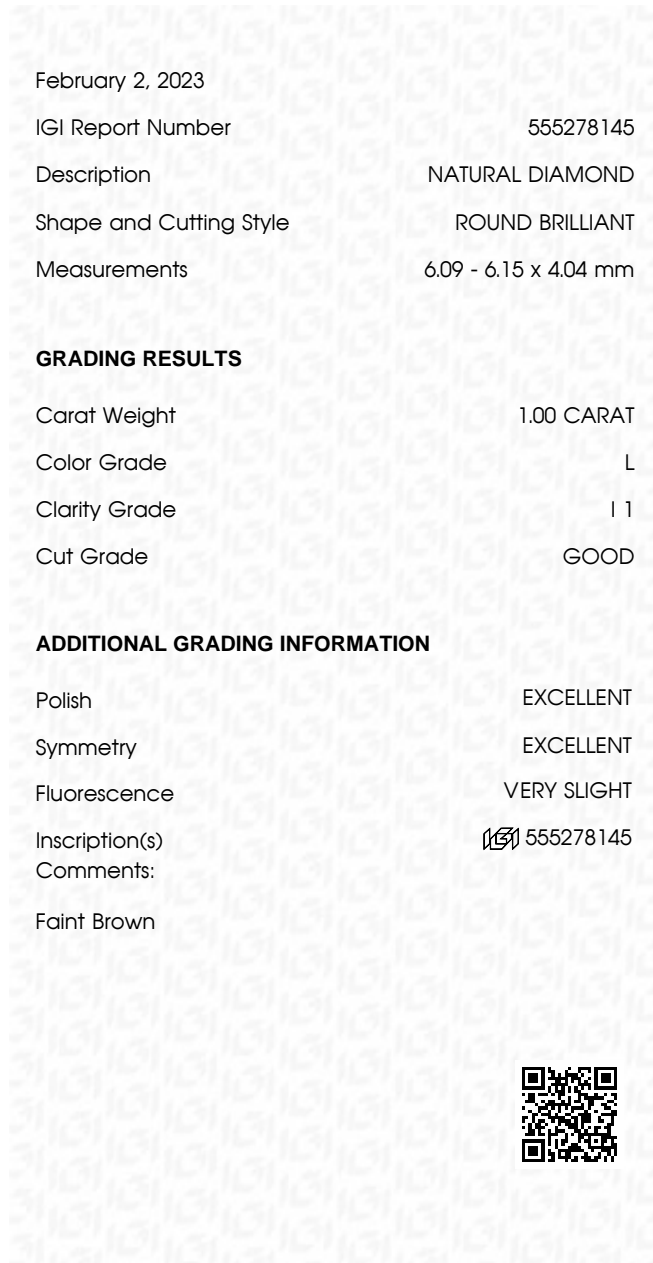 February 2, 2023
IGI Report Number 555278145
Description NATURAL DIAMOND
Shape and Cutting Style ROUND BRILLIANT
Measurements 6.09 - 6.15 x 4.04 mm
GRADING RESULTS
Carat Weight 1.00 CARAT
Color Grade L
Clarity Grade I 1
Cut Grade GOOD
ADDITIONAL GRADING INFORMATION
Polish EXCELLENT
Symmetry EXCELLENT
Fluorescence VERY SLIGHT
Inscription(s) IGI 555278145
Comments:
Faint Brown